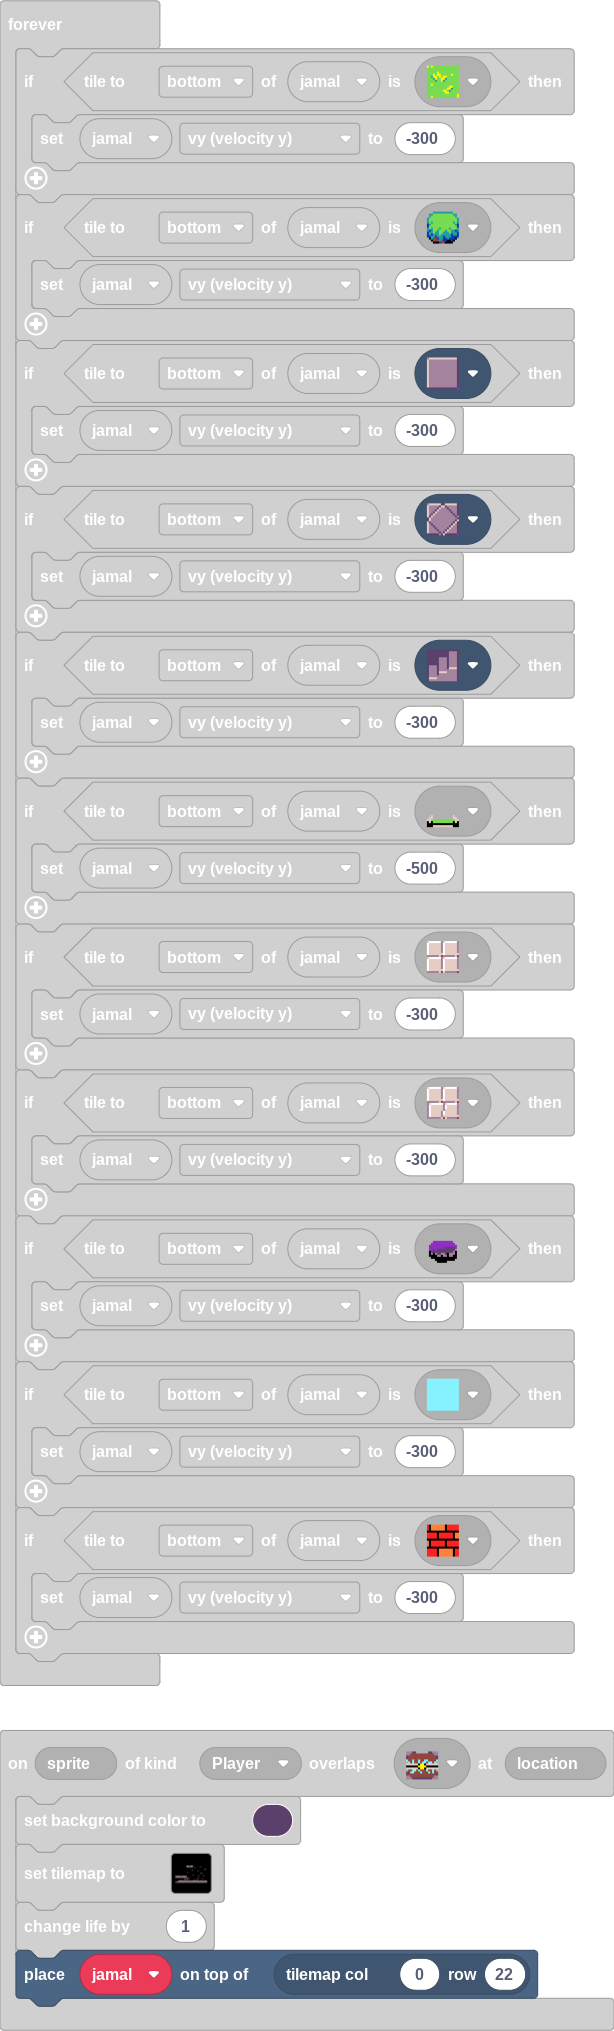 forever
if tile to bottom of jamal is then
set jamal vy (velocity y) to -300
if tile to bottom of jamal is then
set jamal vy (velocity y) to -300
if tile to bottom of jamal is then
set jamal vy (velocity y) to -300
if tile to bottom of jamal is then
set jamal vy (velocity y) to -300
if tile to bottom of jamal is then
set jamal vy (velocity y) to -300
if tile to bottom of jamal is then
set jamal vy (velocity y) to -500
if tile to bottom of jamal is then
set jamal vy (velocity y) to -300
if tile to bottom of jamal is then
set jamal vy (velocity y) to -300
if tile to bottom of jamal is then
set jamal vy (velocity y) to -300
if tile to bottom of jamal is then
set jamal vy (velocity y) to -300
if tile to bottom of jamal is then
set jamal vy (velocity y) to -300
on sprite of kind Player overlaps at location
set background color to
set tilemap to
change life by 1
place jamal on top of tilemap col 0 row 22